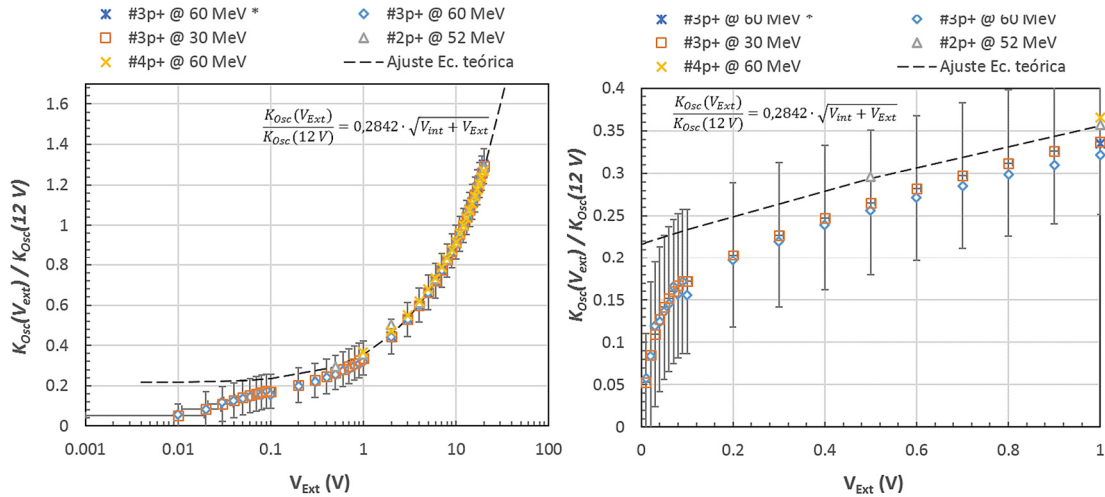 #3p+ @ 60 MeV *
#3p+ @ 60 MeV
#3p+ @ 30 MeV
#2p+ @ 52 MeV
#4p+ @ 60 MeV
Ajuste Ec. teórica
K_Osc(V_Ext)
K_Osc(12 V)
=0,2842·√V_int + V_Ext
K_Osc(V_ext) / K_Osc(12 V)
1.6
1.4
1.2
1
0.8
0.6
0.4
0.2
0
0.001
0.01
0.1
1
10
100
V_Ext (V)
#3p+ @ 60 MeV *
#3p+ @ 60 MeV
#3p+ @ 30 MeV
#2p+ @ 52 MeV
#4p+ @ 60
Ajuste Ec. teórica
K_Osc(V_Ext)
K_Osc(12 V)
=0,2842·√V_int + V_Ext
K_Osc(V_ext) / K_Osc(12 V)
0.4
0.35
0.3
0.25
0.2
0.15
0.1
0.05
0
0
0.2
0.4
0.6
0.8
1
V_Ext (V)